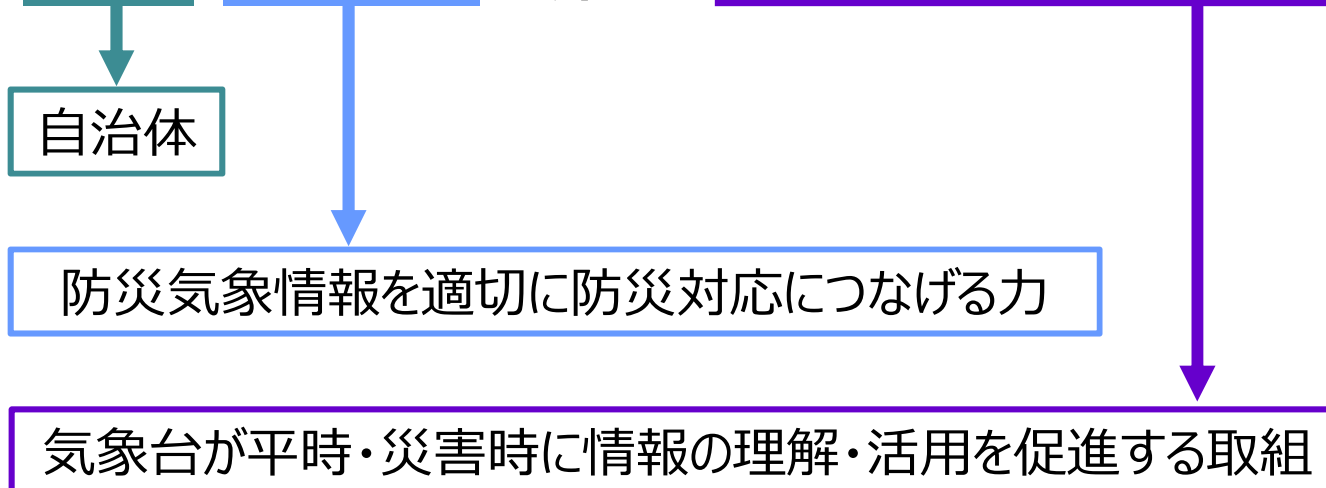 自治体
防災気象情報を適切に防災対応につなげる力
気象台が平時・災害時に情報の理解・活用を促進する取組